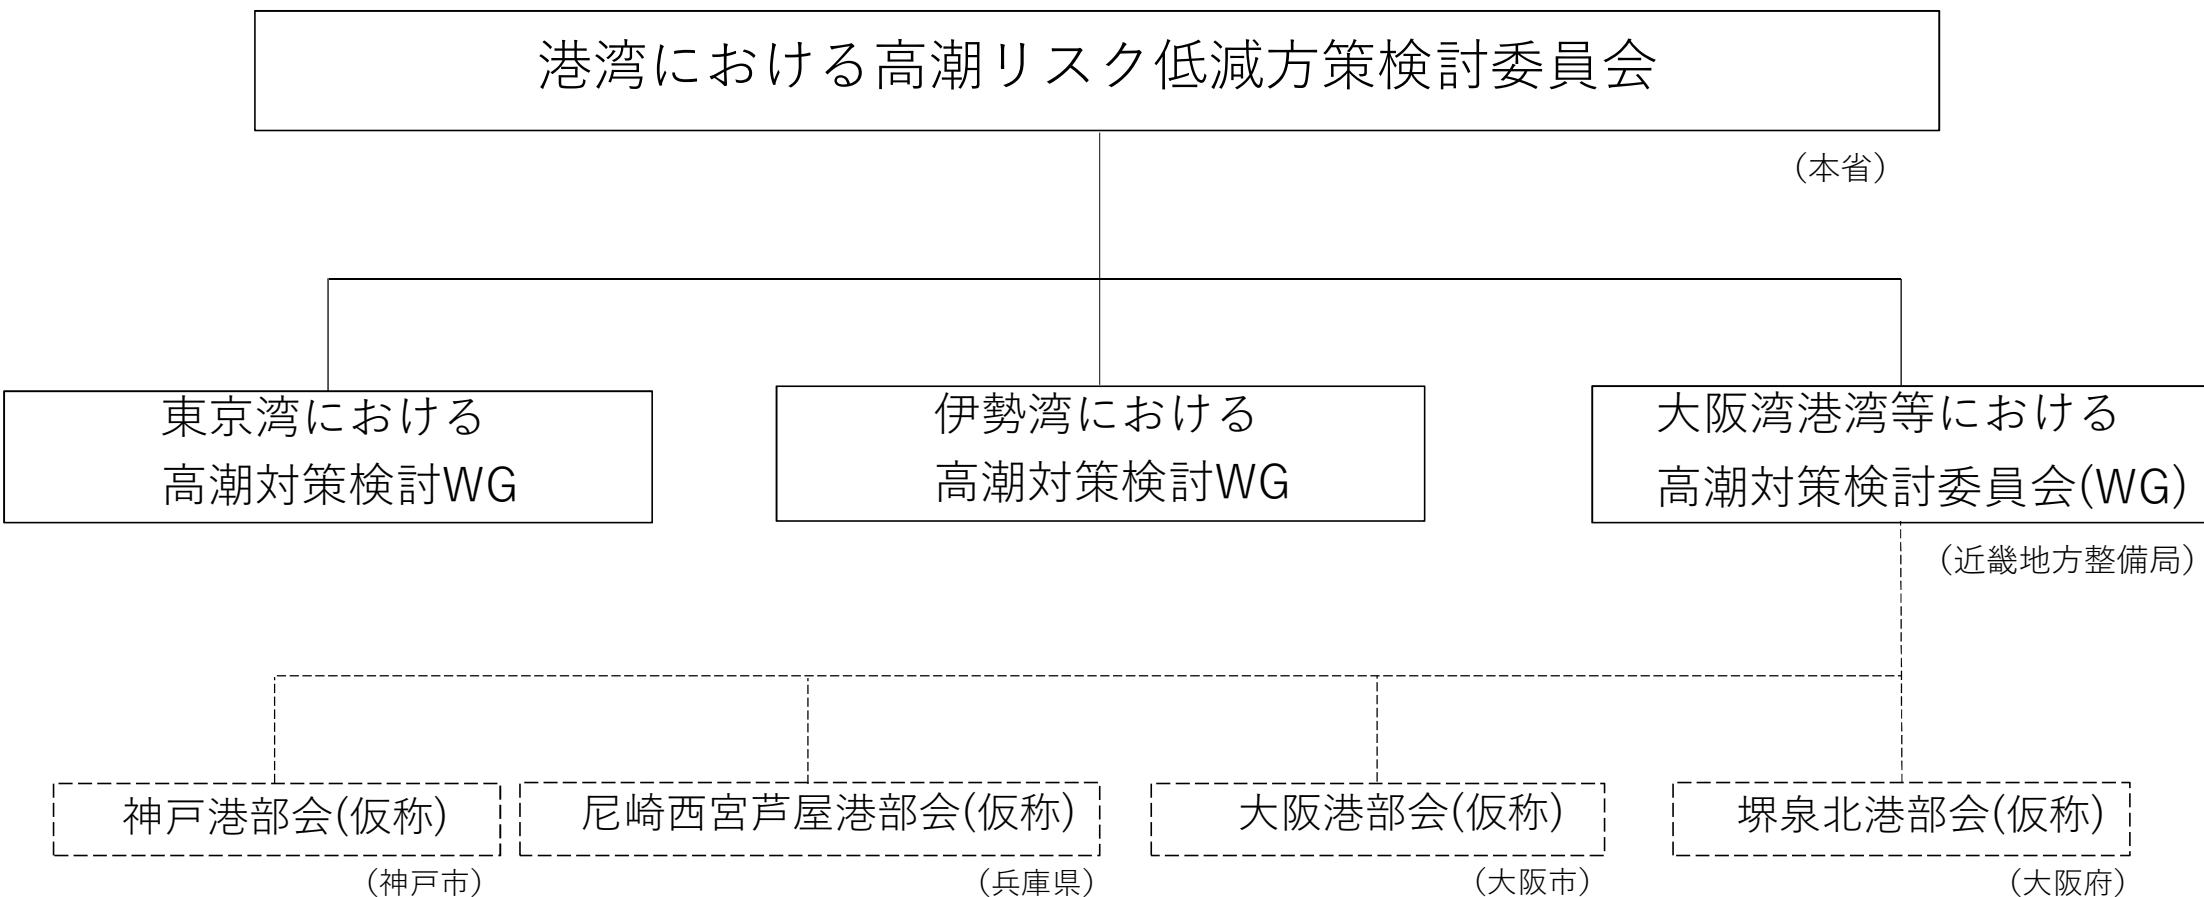 港湾における高潮リスク低減方策検討委員会
（本省）
東京湾における
高潮対策検討WG
伊勢湾における
高潮対策検討WG
大阪湾港湾等における
高潮対策検討委員会(WG)
（近畿地方整備局）
神戸港部会(仮称)
（神戸市）
尼崎西宮芦屋港部会(仮称)
（兵庫県）
大阪港部会(仮称)
（大阪市）
堺泉北港部会(仮称)
（大阪府）